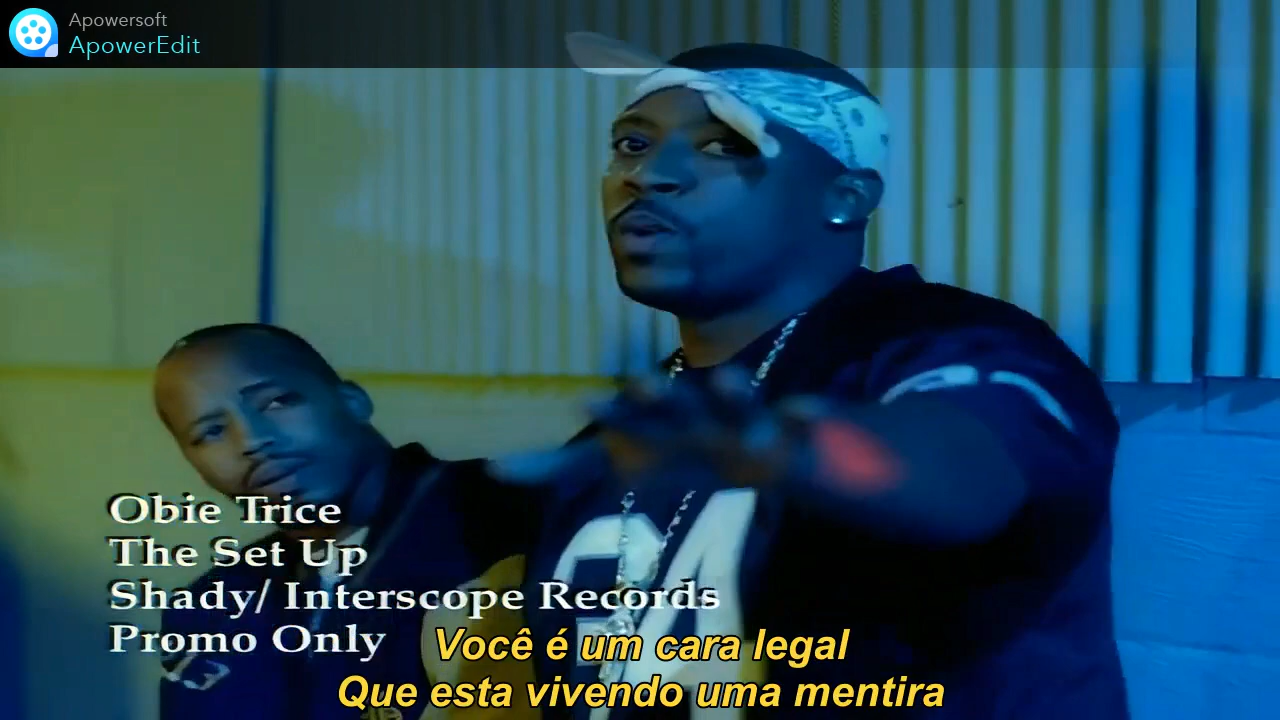 Apowersoft
ApowerEdit
84
Obie Trice
The Set Up
Shady/ Interscope Records
Promo Only
Você é um cara legal
Que esta vivendo uma mentira